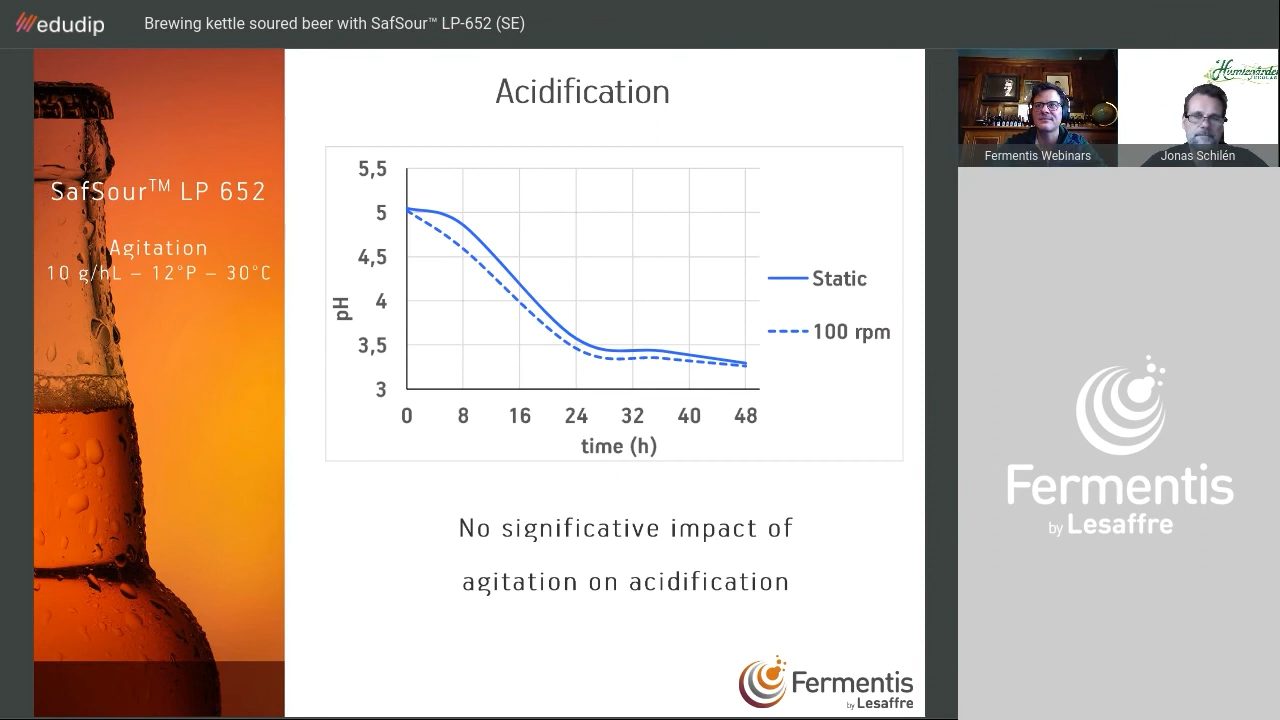 edudip
Brewing kettle soured beer with SafSour™ LP-652 (SE)
SafSour™ LP 652
Agitation
10 g/hL – 12°P – 30°C
Acidification
5,5
5
4,5
4
3,5
3
pH
0 8 16 24 32 40 48
time (h)
Static
100 rpm
No significative impact of
agitation on acidification
Fermentis
by Lesaffre
Fermentis Webinars
Jonas Schilén
Fermentis
by Lesaffre